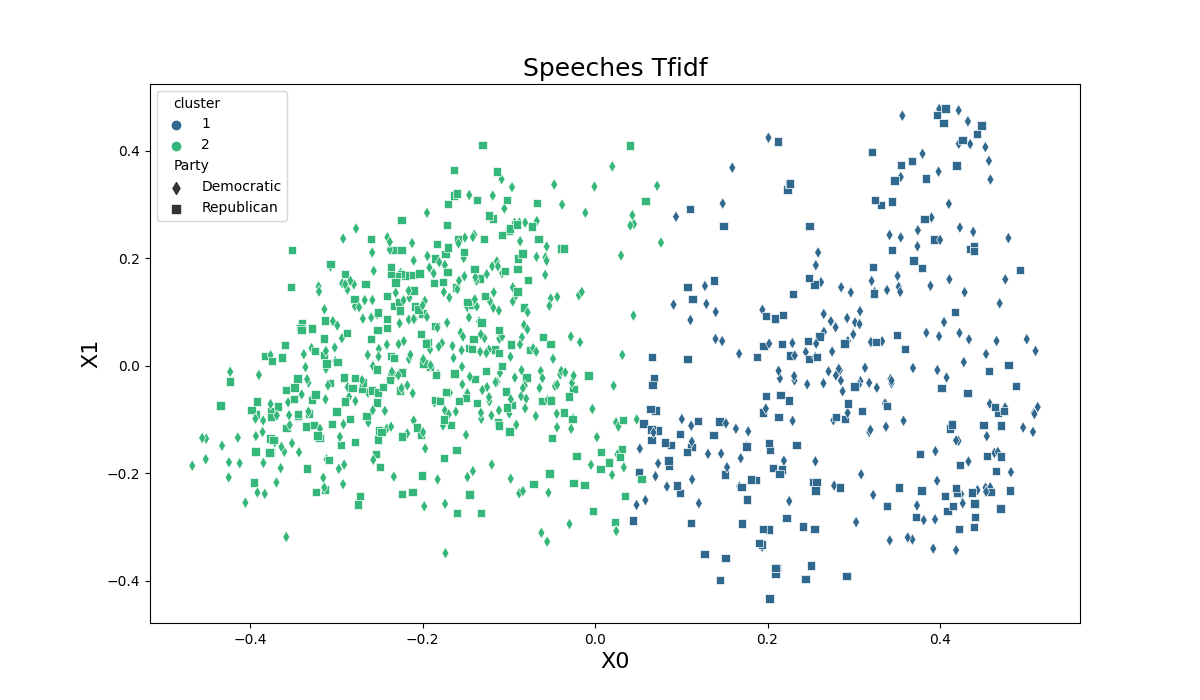 Speeches Tfidf
cluster
1
2
Party
Democratic
Republican
X1
0.4
0.2
0.0
−0.2
−0.4
−0.4
−0.2
0.0
0.2
0.4
X0